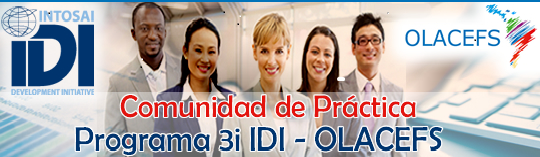 INTOSAI
IDI
DEVELOPMENT INITIATIVE
OLACEFS
Comunidad de Práctica
Programa 3i IDI - OLACEFS